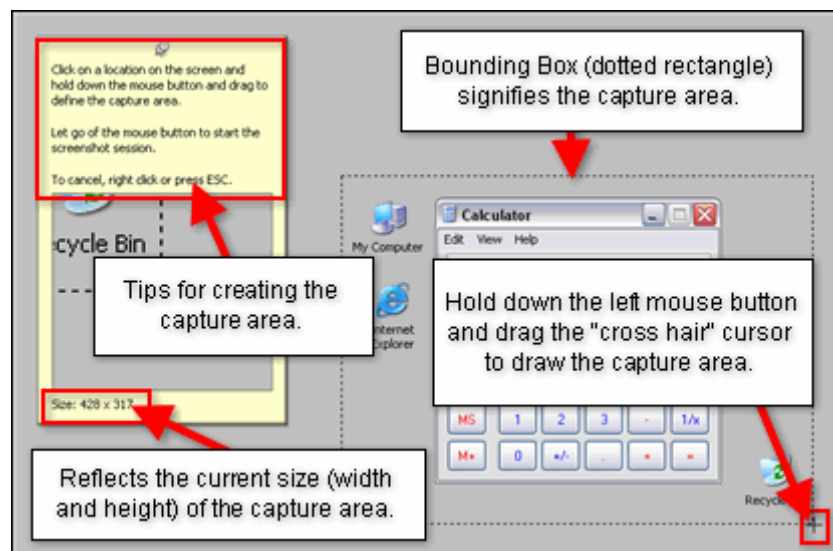 Click on a location on the screen and
hold down the mouse button and drag to
define the capture area.
Let go of the mouse button to start the
screenshot session.
To cancel, right click or press ESC.
cycle Bin
Size: 428 x 317
Tips for creating the
capture area.
Reflects the current size (width
and height) of the capture area.
Bounding Box (dotted rectangle)
signifies the capture area.
My Computer
Internet
Explorer
Calculator
Edit View Help
Hold down the left mouse button
and drag the "cross hair" cursor
to draw the capture area.
MS 1 2 3 - 1/x
M+ 0 +/- . + =
Recycle